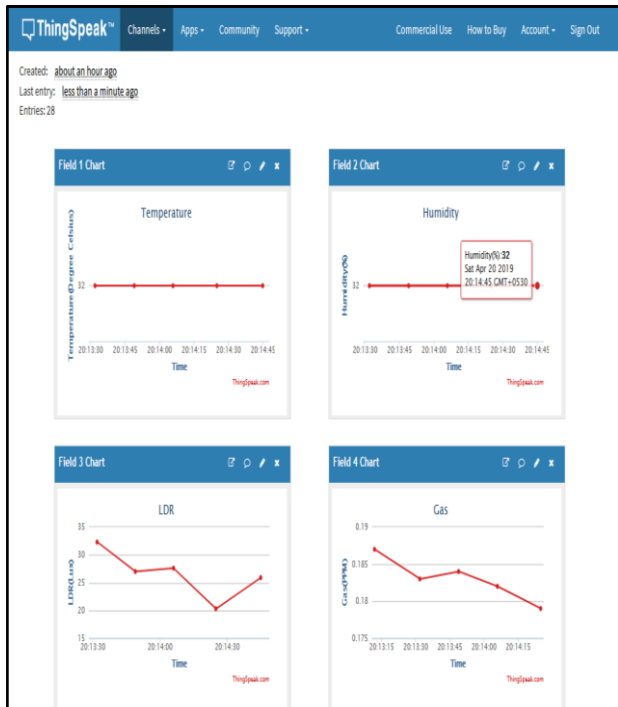 ThingSpeak™ Channels Apps Community Support Commercial Use How to Buy Account Sign Out
Created: about an hour ago
Last entry: less than a minute ago
Entries: 28
Field 1 Chart
Temperature
Temperature(Degree Celsius)
32
20:13:30 20:13:45 20:14:00 20:14:15 20:14:30 20:14:45
Time
ThingSpeak.com
Field 2 Chart
Humidity
Humidity(%)
32
Humidity(%):32
Sat Apr 20 2019
20:14:45 GMT+0530
20:13:30 20:13:45 20:14:00 20:14:15 20:14:30 20:14:45
Time
ThingSpeak.com
Field 3 Chart
LDR
LDR(Lux)
35
30
25
20
15
20:13:30 20:14:00 20:14:30
Time
ThingSpeak.com
Field 4 Chart
Gas
Gas(PPM)
0.19
0.185
0.18
0.175
20:13:15 20:13:30 20:13:45 20:14:00 20:14:15
Time
ThingSpeak.com